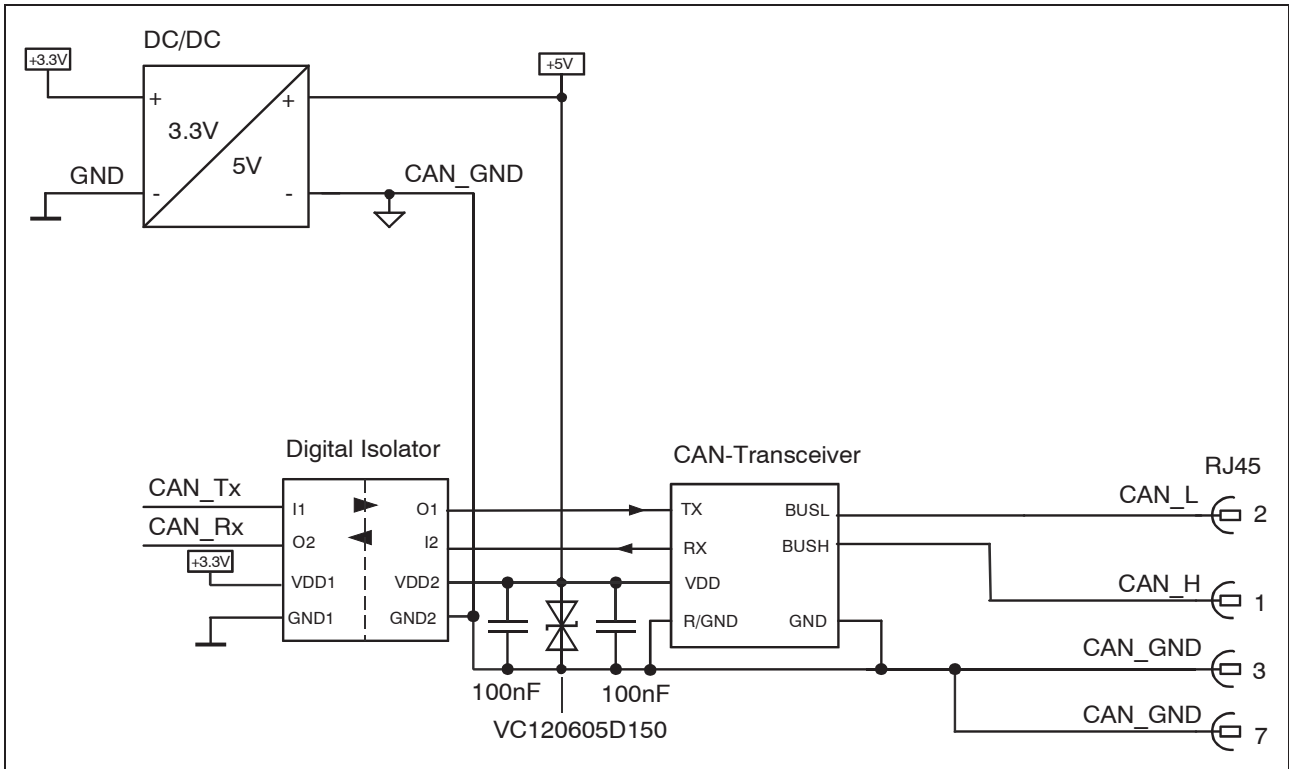 DC/DC
+3.3V
+5V
+ +
3.3V
5V
GND
- -
CAN_GND
Digital Isolator
CAN-Transceiver
RJ45
CAN_Tx
CAN_L
I1 O1 TX BUSL 2
CAN_Rx
O2 I2 RX BUSH
+3.3V
VDD1 VDD2 VDD
CAN_H
1
GND1 GND2 R/GND GND
CAN_GND
3
100nF 100nF
CAN_GND
VC120605D150
7